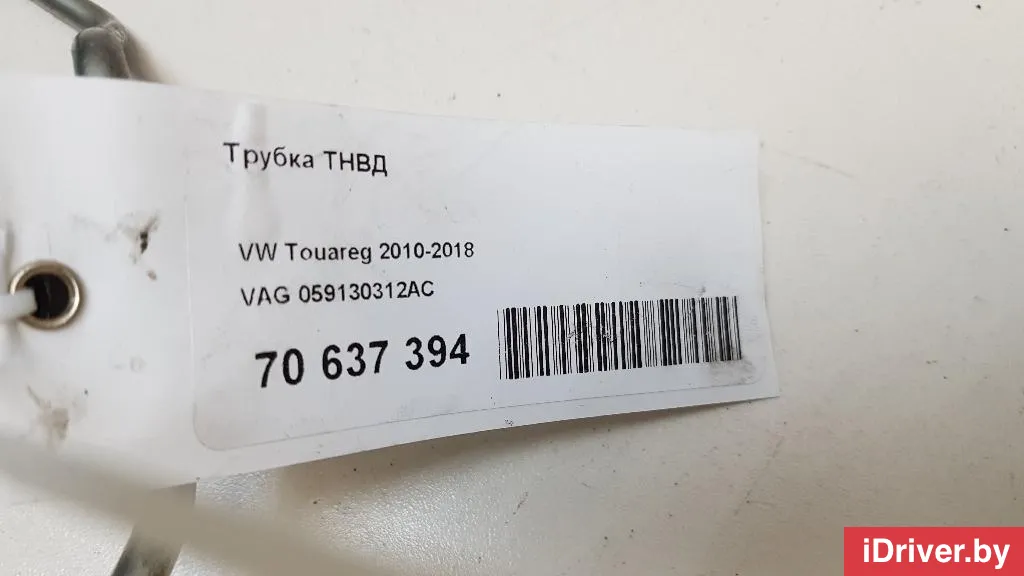 Трубка ТНВД
VW Touareg 2010-2018
VAG 059130312AC
70 637 394
iDriver.by